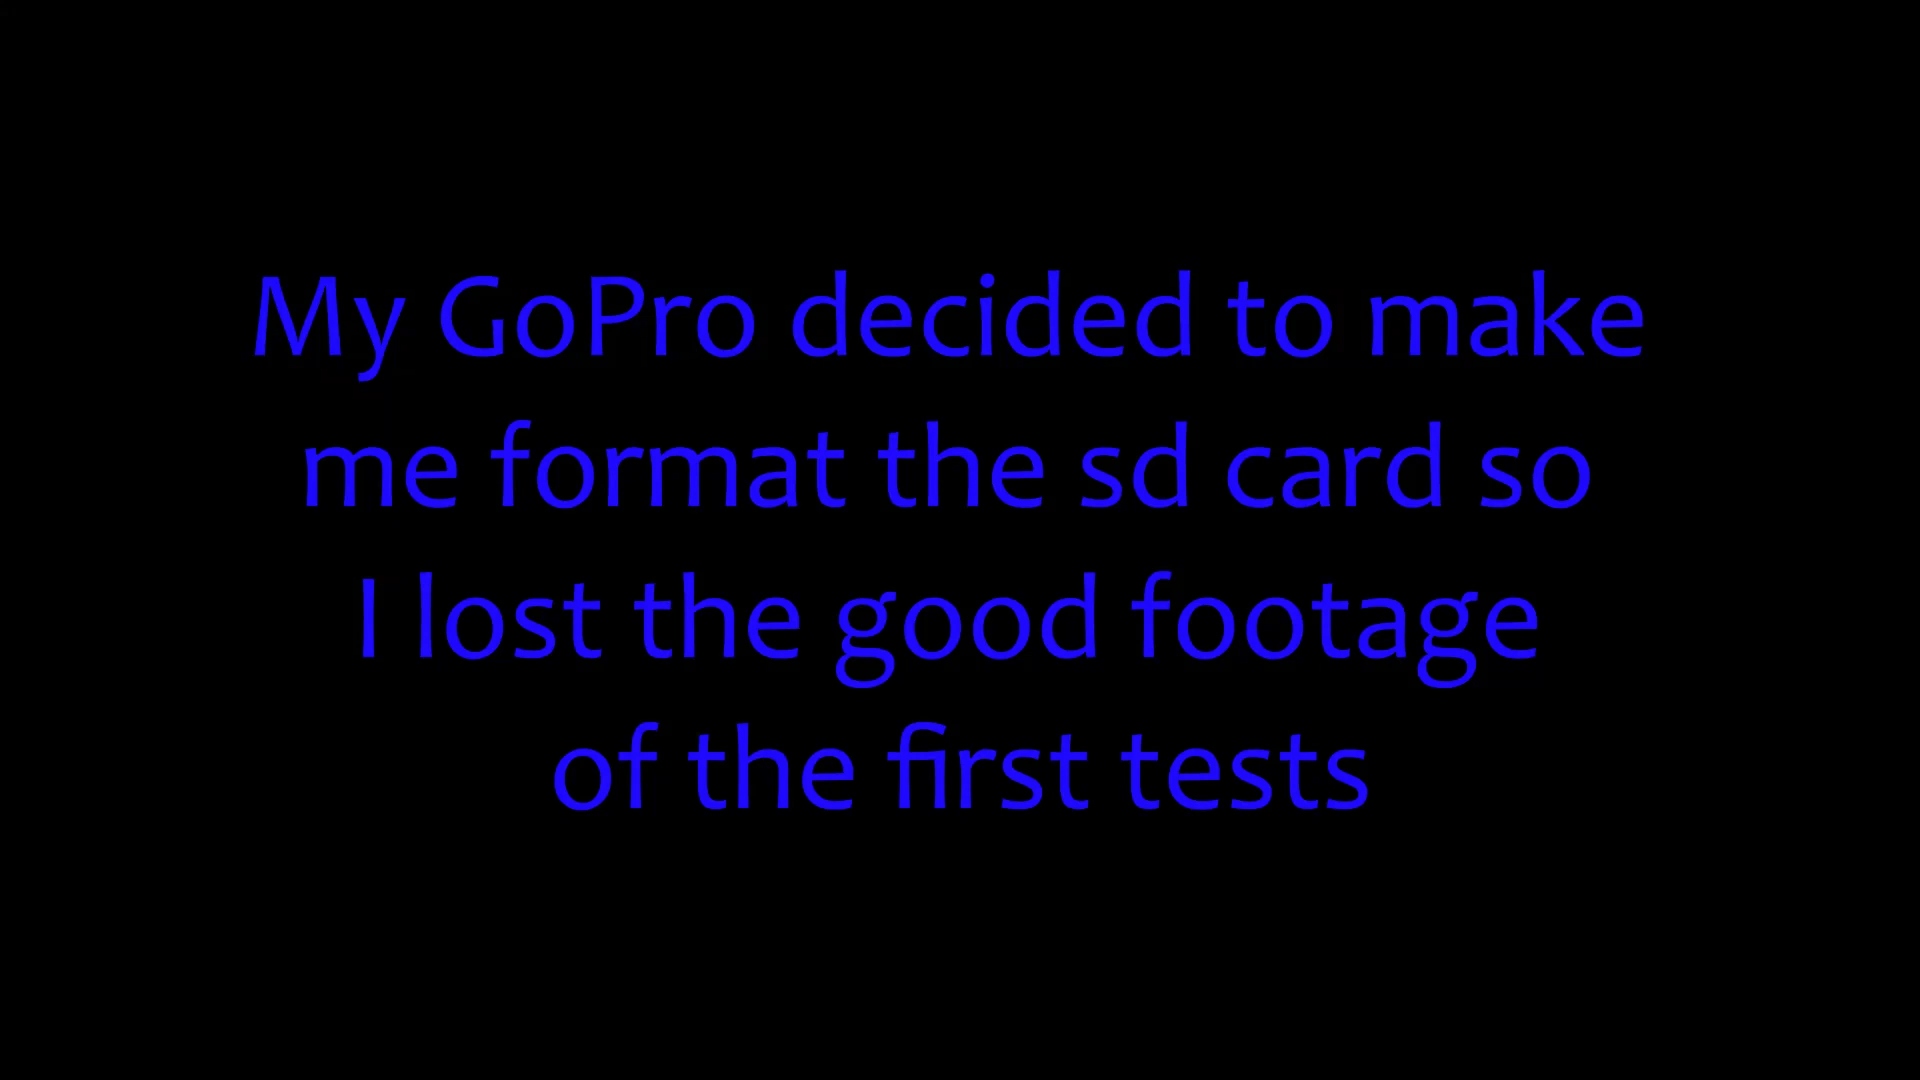 My GoPro decided to make
me format the sd card so
I lost the good footage
of the first tests